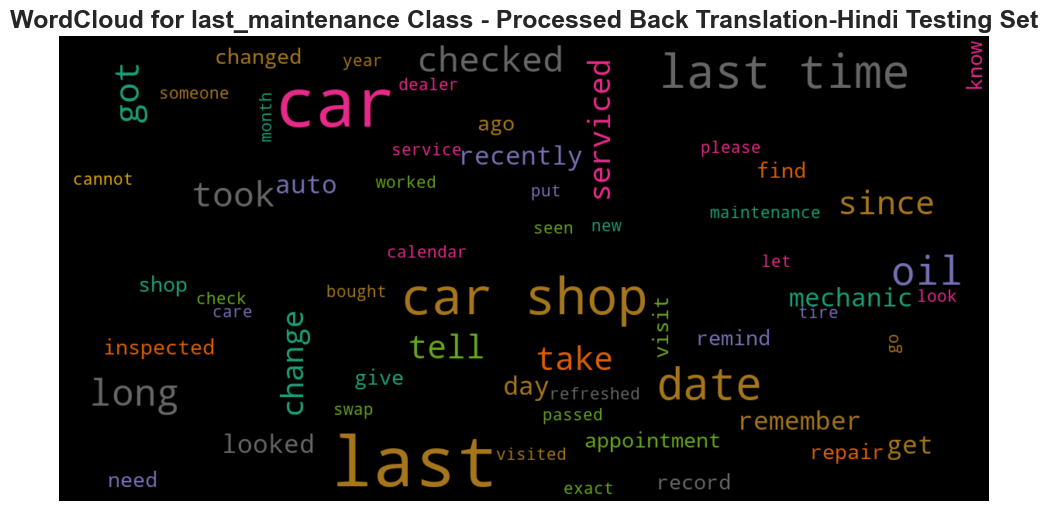 WordCloud for last_maintenance Class - Processed Back Translation-Hindi Testing Set
changed
year
checked
last time
know
got
someone
month
car
dealer
serviced
ago
service
recently
please
find
cannot
took
auto
worked
put
maintenance
since
seen
new
calendar
let
oil
shop
check
care
bought
car shop
visit
mechanic
look
tire
inspected
change
tell
take
remind
go
long
give
day
refreshed
date
swap
passed
remember
looked
last
visited
appointment
repair
get
need
exact
record